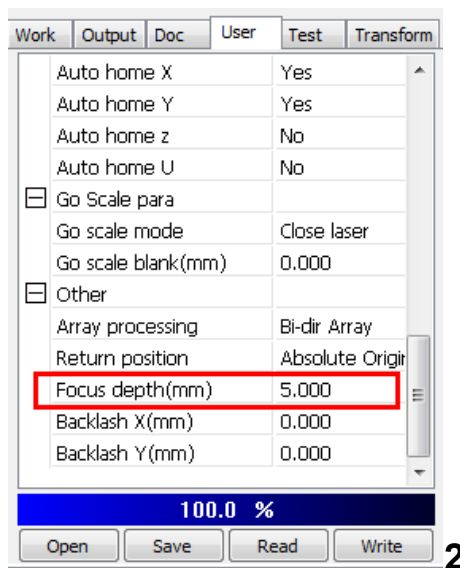 Work Output Doc User Test Transform
Auto home X Yes
Auto home Y Yes
Auto home z No
Auto home U No
Go Scale para
Go scale mode Close laser
Go scale blank(mm) 0.000
Other
Array processing Bi-dir Array
Return position Absolute Origir
Focus depth(mm) 5.000
Backlash X(mm) 0.000
Backlash Y(mm) 0.000
100.0 %
Open Save Read Write 2